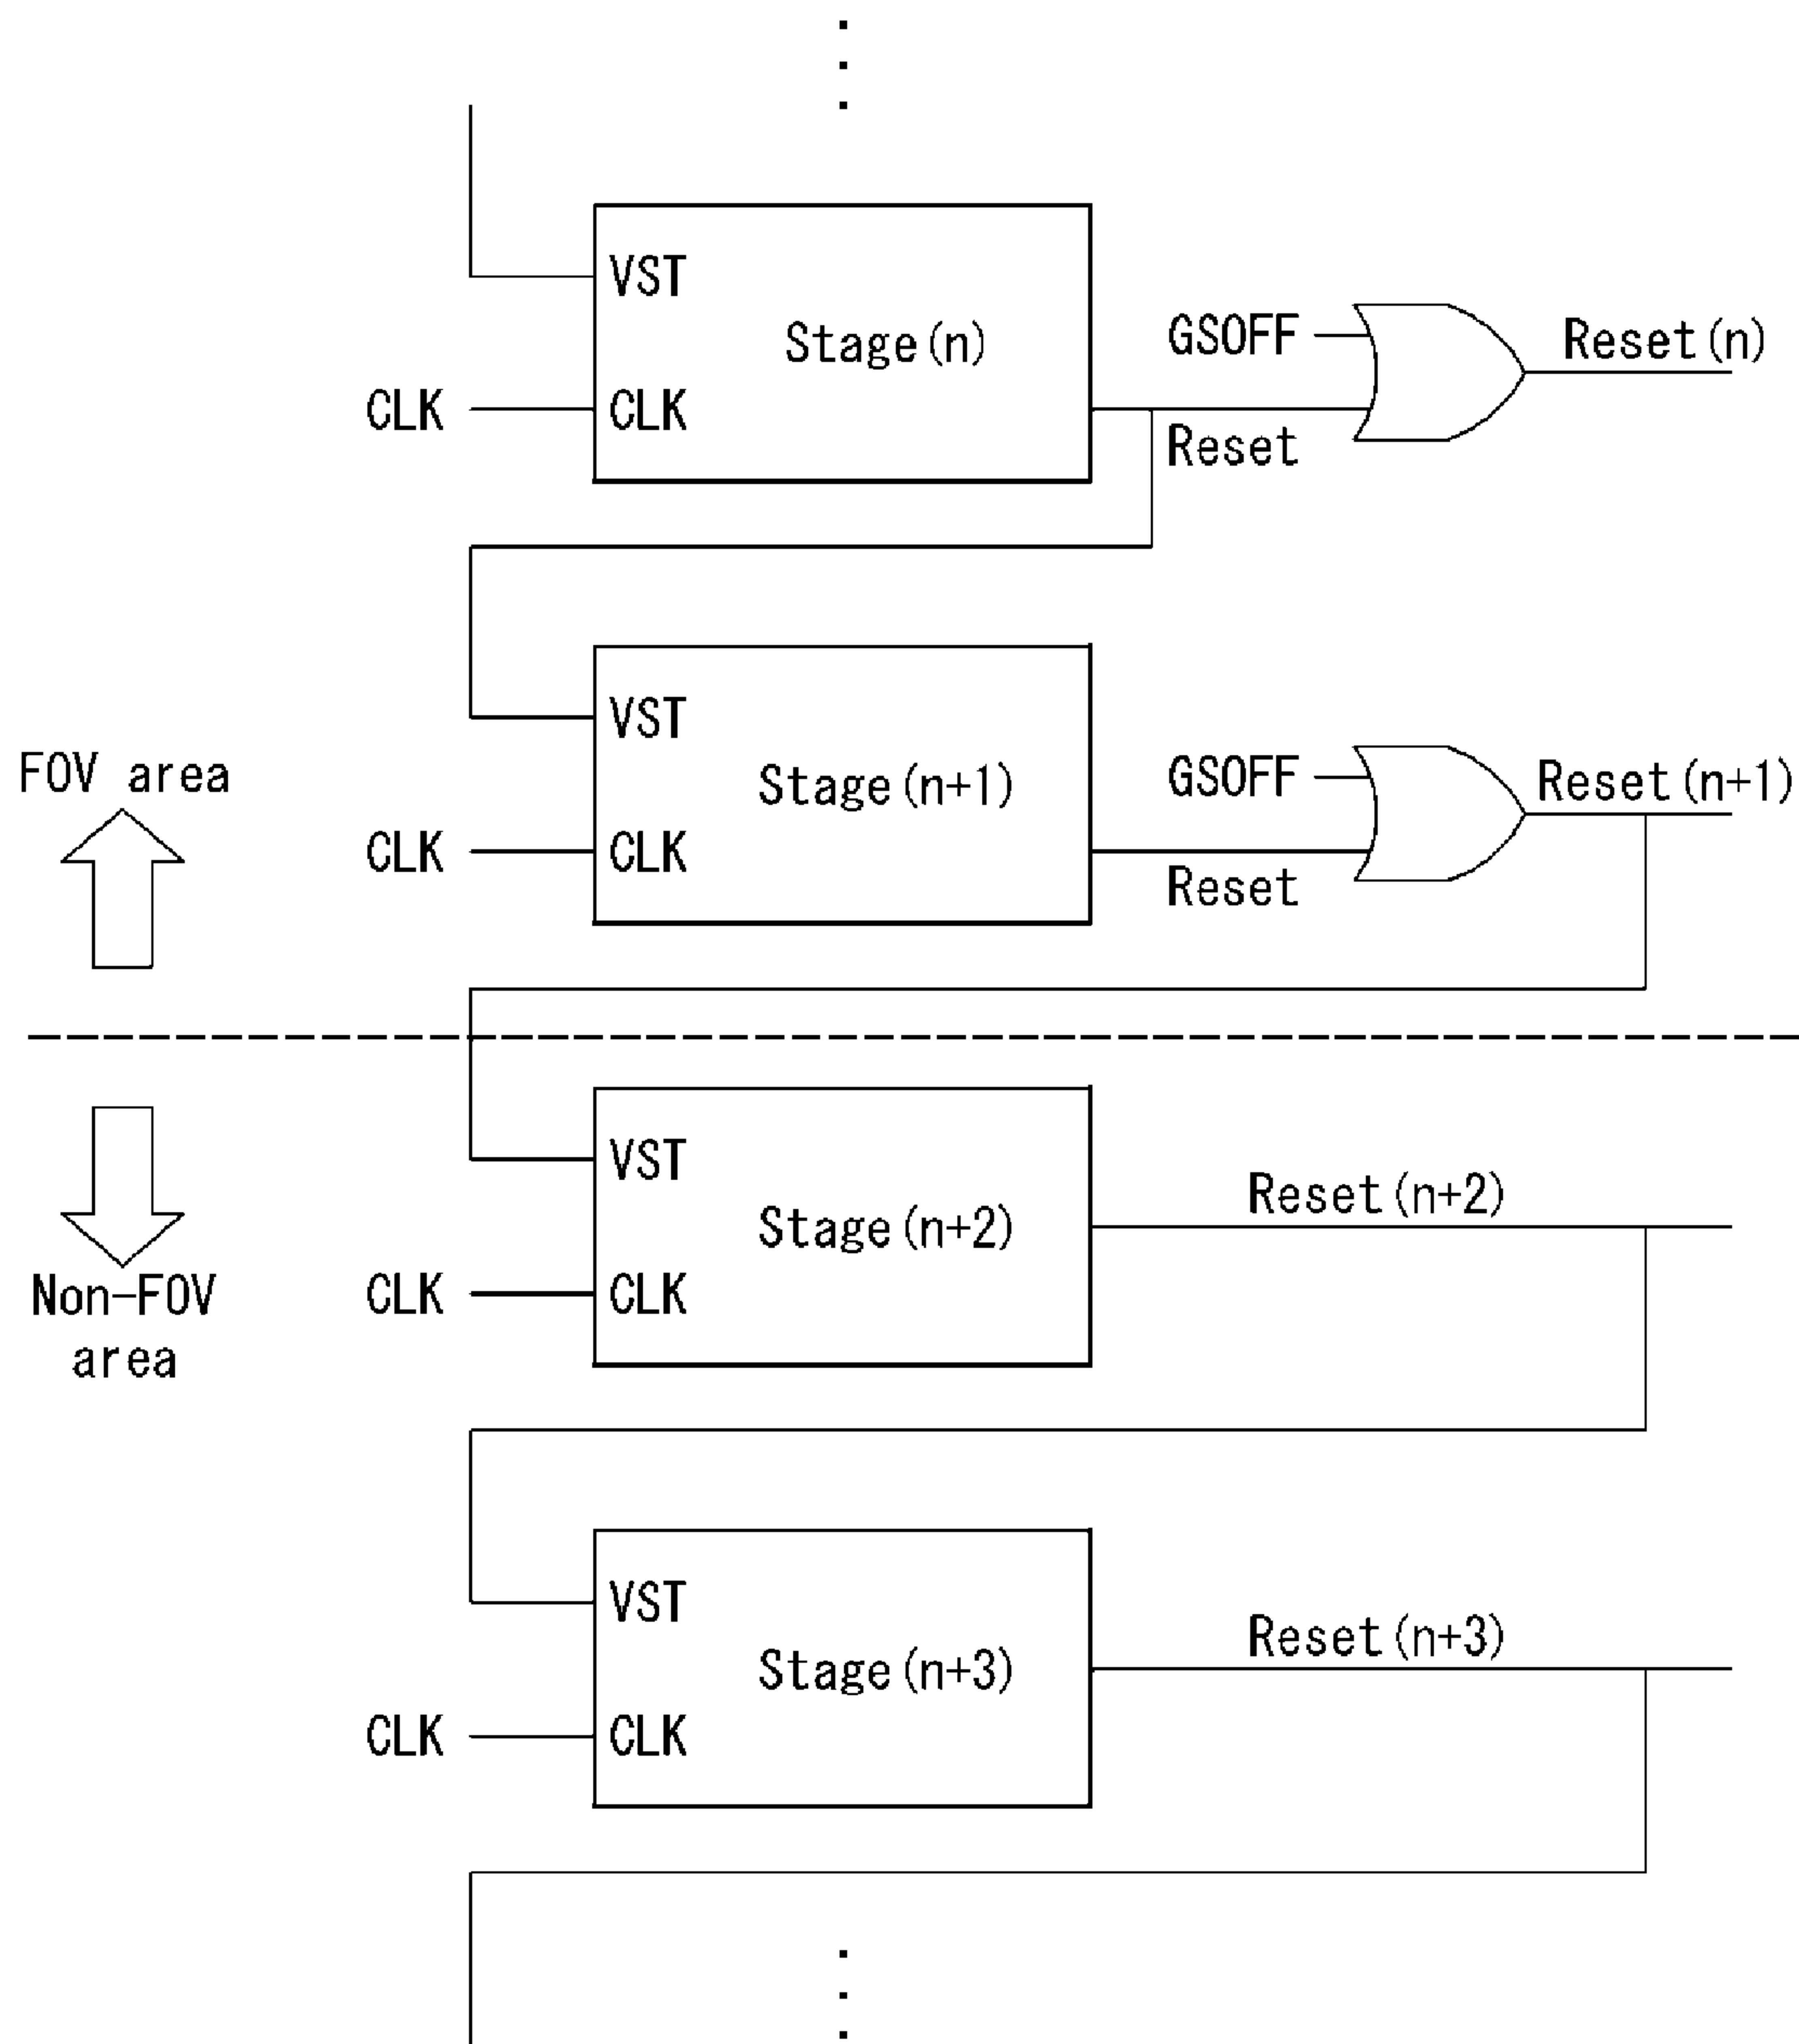 VST
Stage(n)
GSOFF
Reset(n)
CLK
CLK
Reset
VST
Stage(n+1)
GSOFF
Reset(n+1)
FOV area
CLK
CLK
Reset
VST
Stage(n+2)
Reset(n+2)
Non-FOV
area
CLK
CLK
VST
Stage(n+3)
Reset(n+3)
CLK
CLK